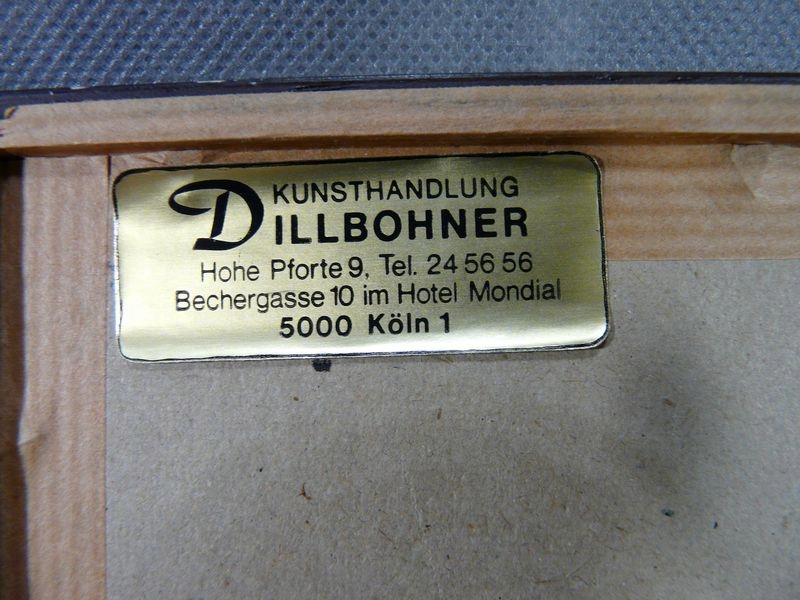 KUNSTHANDLUNG
DILLBOHNER
Hohe Pforte 9, Tel. 24 56 56
Bechergasse 10 im Hotel Mondial
5000 Köln 1